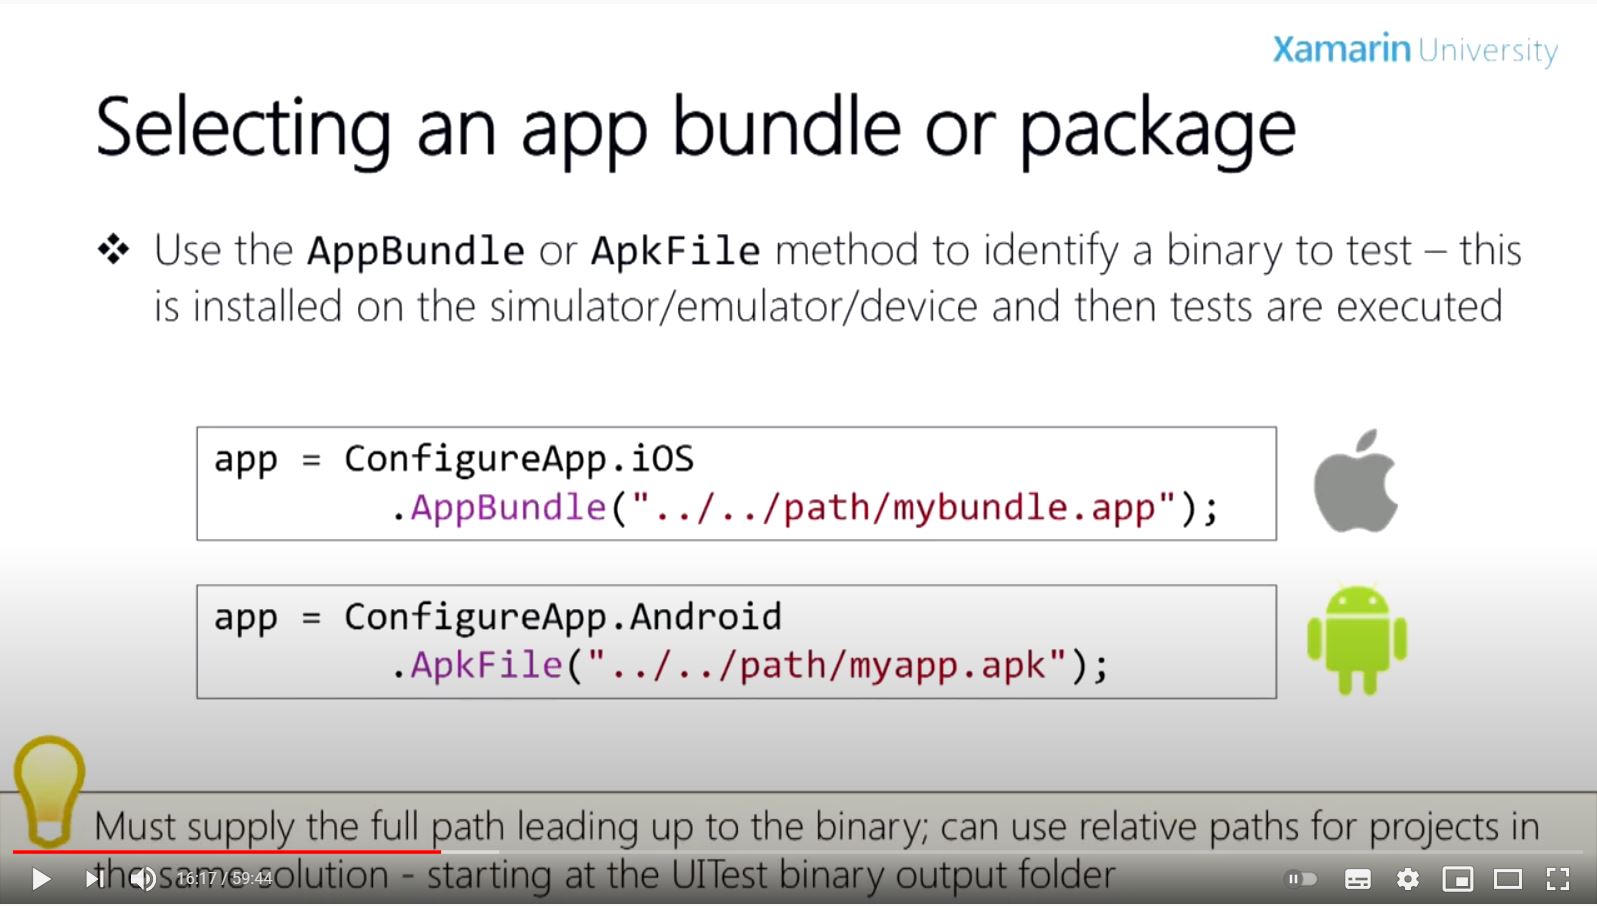 Xamarin University
Selecting an app bundle or package
❖ Use the AppBundle or ApkFile method to identify a binary to test – this
is installed on the simulator/emulator/device and then tests are executed
app = ConfigureApp.iOS
.AppBundle("../../path/mybundle.app");
app = ConfigureApp.Android
.ApkFile("../../path/myapp.apk");
Must supply the full path leading up to the binary; can use relative paths for projects in
the same solution - starting at the UITest binary output folder
16:17 / 59:44